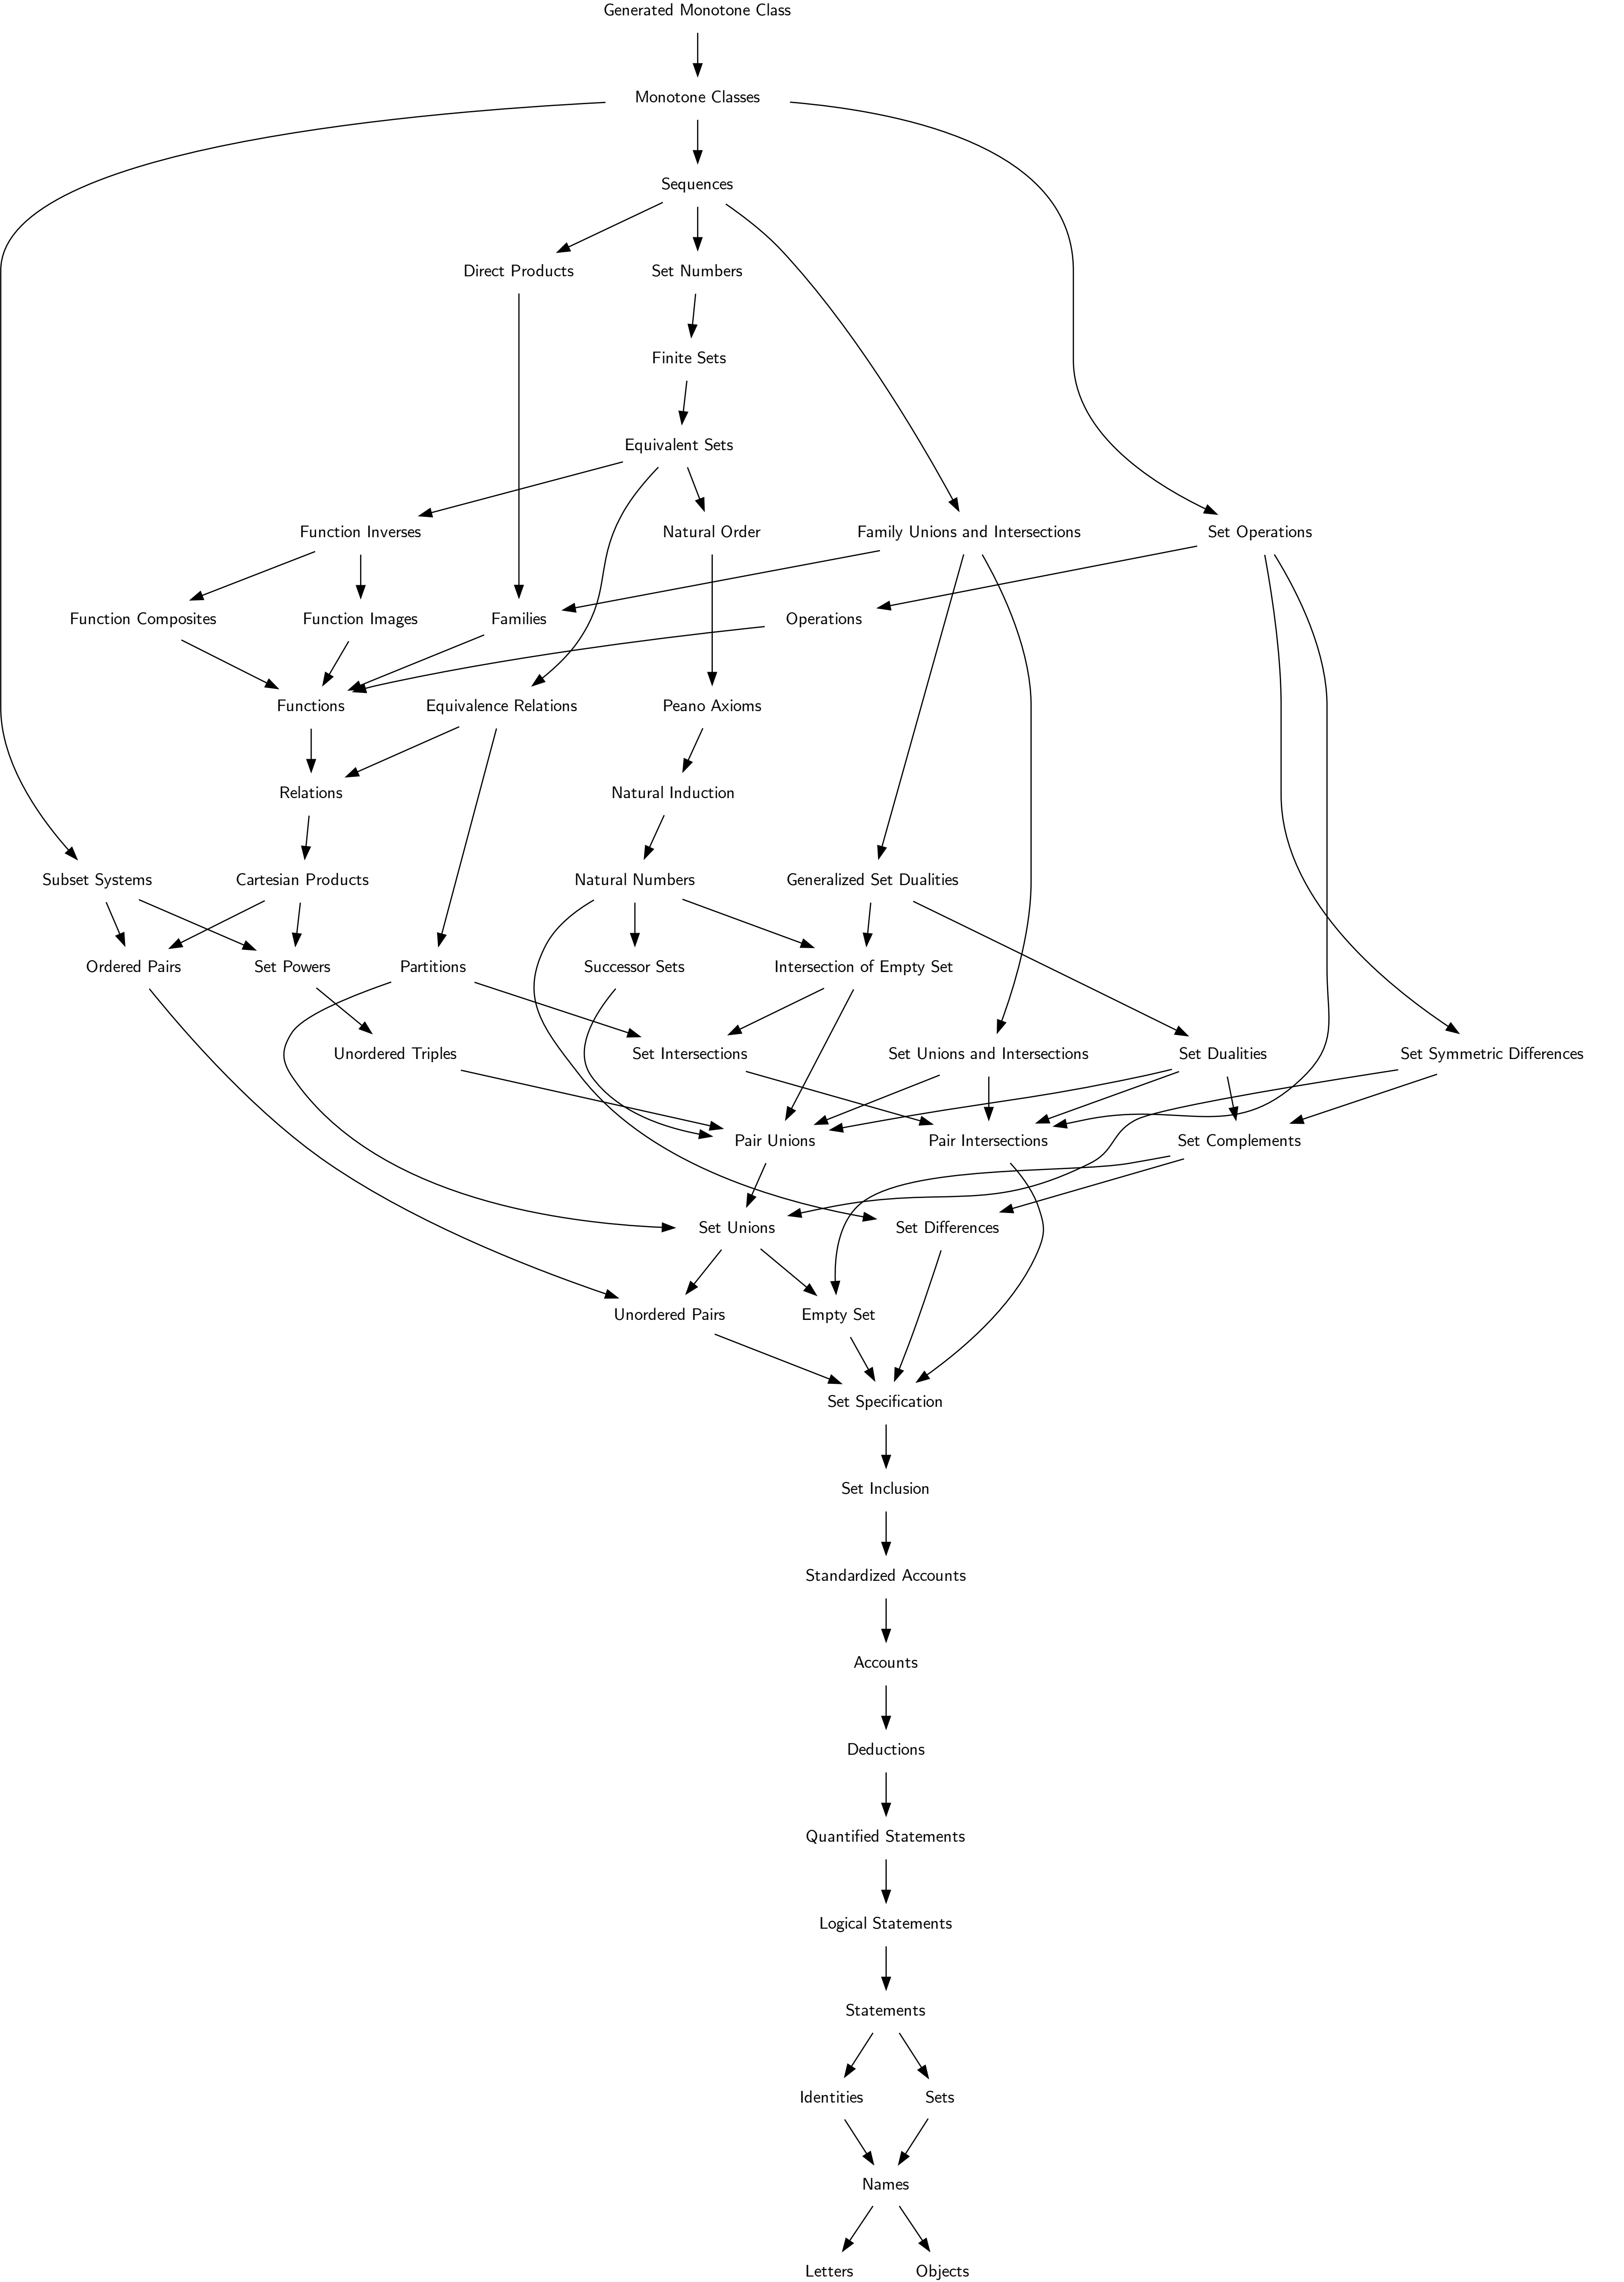 Generated Monotone Class
Monotone Classes
Sequences
Direct Products
Set Numbers
Finite Sets
Equivalent Sets
Function Inverses
Natural Order
Family Unions and Intersections
Set Operations
Function Composites
Function Images
Families
Operations
Functions
Equivalence Relations
Peano Axioms
Relations
Natural Induction
Subset Systems
Cartesian Products
Natural Numbers
Generalized Set Dualities
Ordered Pairs
Set Powers
Partitions
Successor Sets
Intersection of Empty Set
Unordered Triples
Set Intersections
Set Unions and Intersections
Set Dualities
Set Symmetric Differences
Pair Unions
Pair Intersections
Set Complements
Set Unions
Set Differences
Unordered Pairs
Empty Set
Set Specification
Set Inclusion
Standardized Accounts
Accounts
Deductions
Quantified Statements
Logical Statements
Statements
Identities
Sets
Names
Letters
Objects